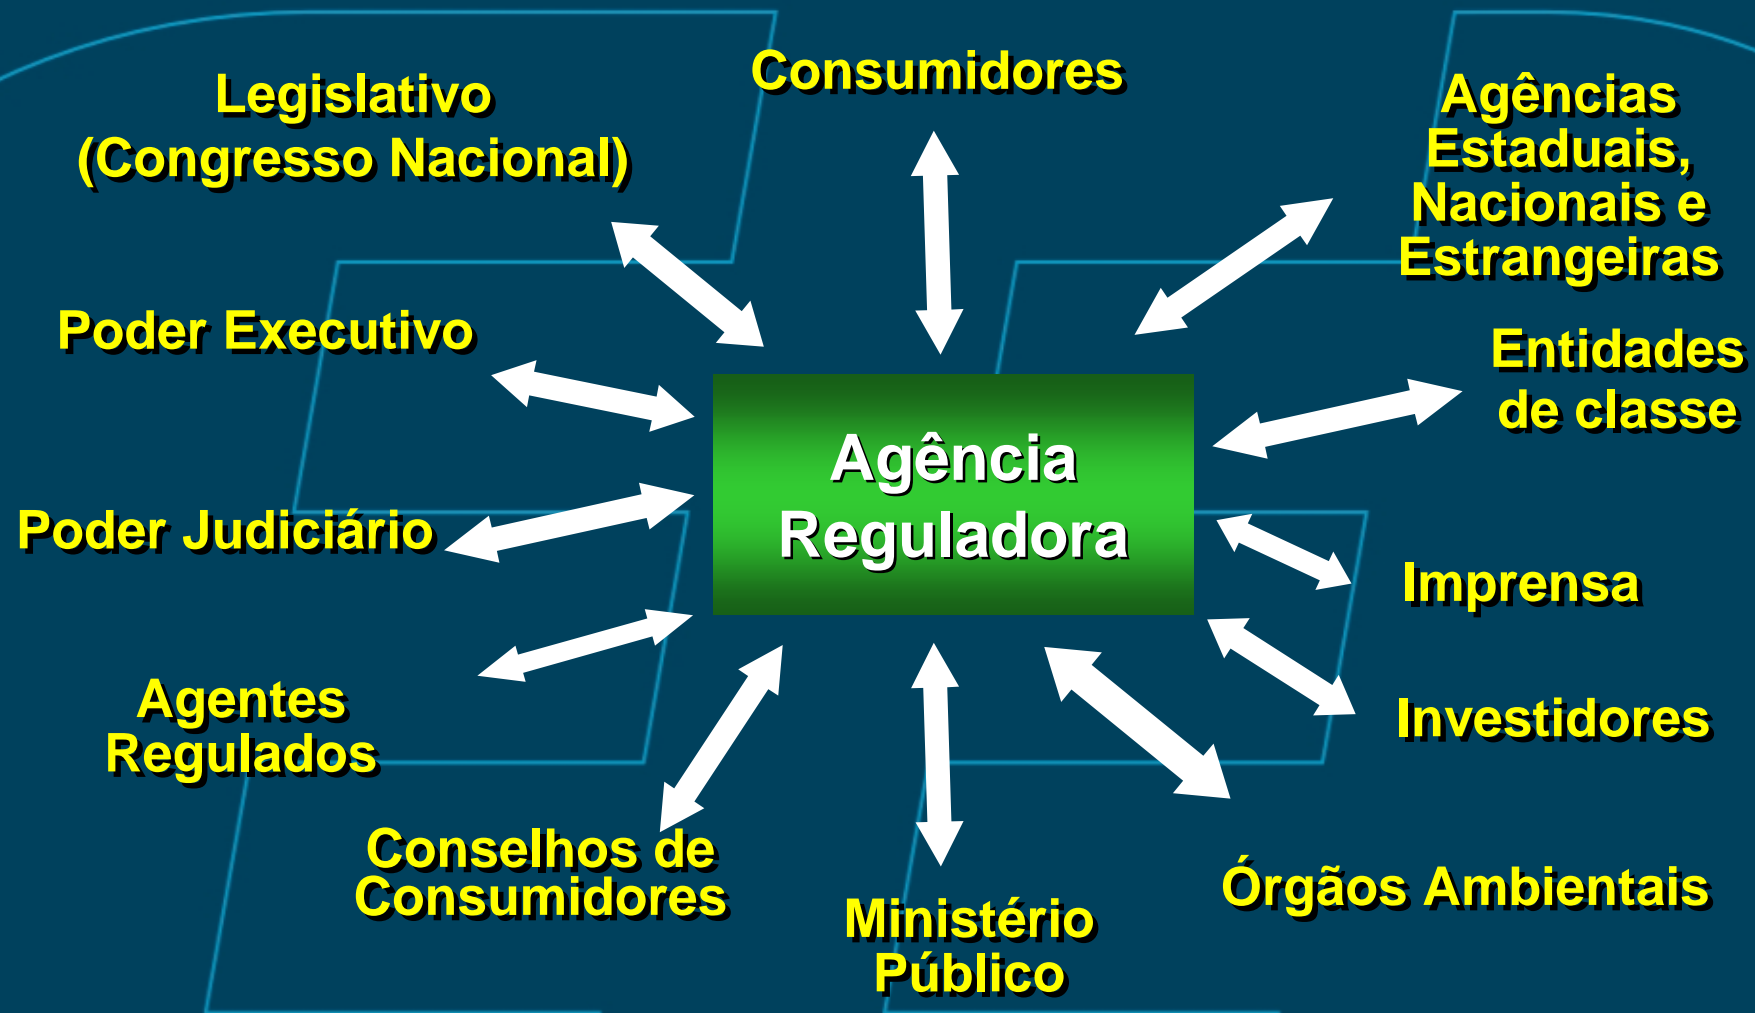 Legislativo
(Congresso Nacional)
Consumidores
Agências
Estaduais,
Nacionais e
Estrangeiras
Poder Executivo
Entidades
de classe
Agência
Reguladora
Poder Judiciário
Imprensa
Agentes
Regulados
Investidores
Conselhos de
Consumidores
Ministério
Público
Órgãos Ambientais